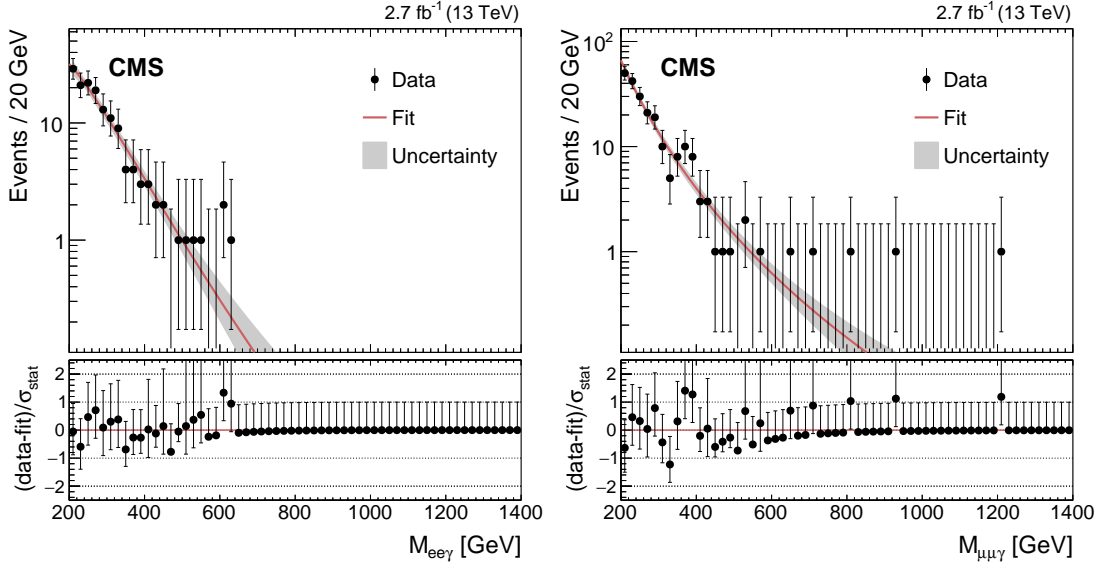 2.7 fb⁻¹ (13 TeV)
CMS
Data
Fit
Uncertainty
Events / 20 GeV
10
1
(data-fit)/σstat
2
1
0
−1
−2
200 400 600 800 1000 1200 1400
Meeγ [GeV]
2.7 fb⁻¹ (13 TeV)
CMS
Data
Fit
Uncertainty
Events / 20 GeV
10²
10
1
(data-fit)/σstat
2
1
0
−1
−2
200 400 600 800 1000 1200 1400
Mμμγ [GeV]